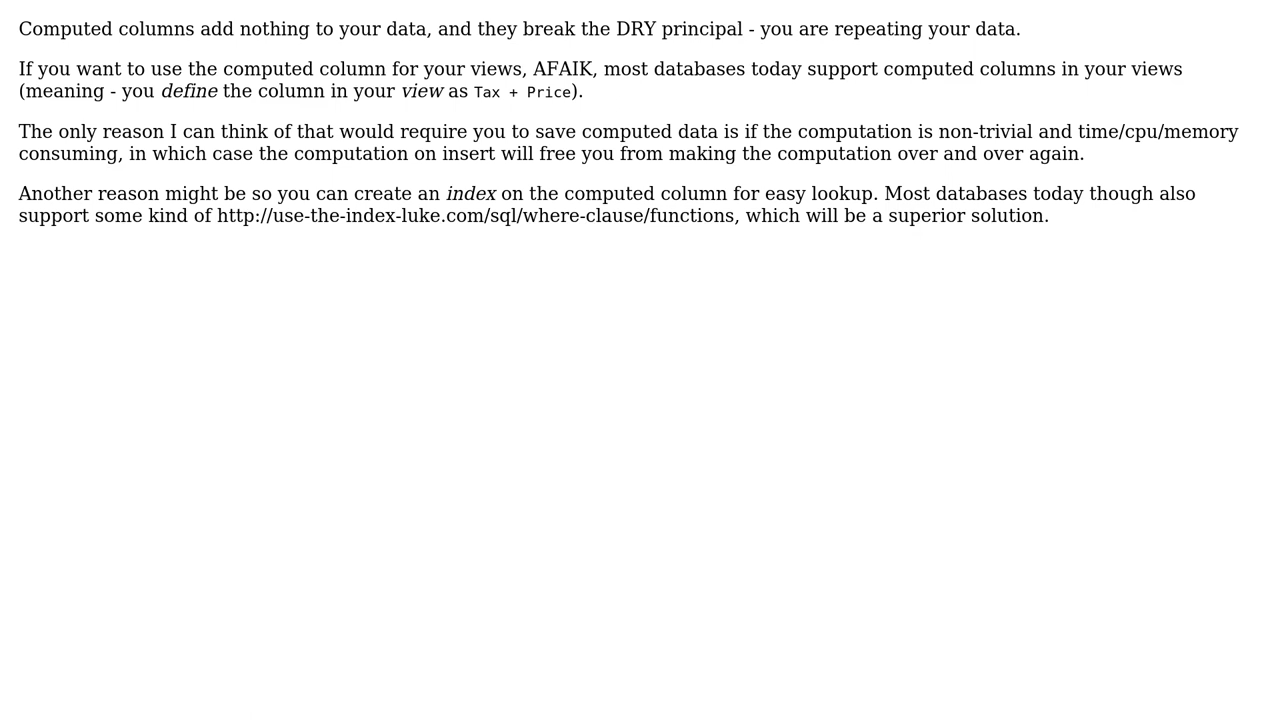 Computed columns add nothing to your data, and they break the DRY principal - you are repeating your data.
If you want to use the computed column for your views, AFAIK, most databases today support computed columns in your views
(meaning - you define the column in your view as Tax + Price).
The only reason I can think of that would require you to save computed data is if the computation is non-trivial and time/cpu/memory
consuming, in which case the computation on insert will free you from making the computation over and over again.
Another reason might be so you can create an index on the computed column for easy lookup. Most databases today though also
support some kind of http://use-the-index-luke.com/sql/where-clause/functions, which will be a superior solution.